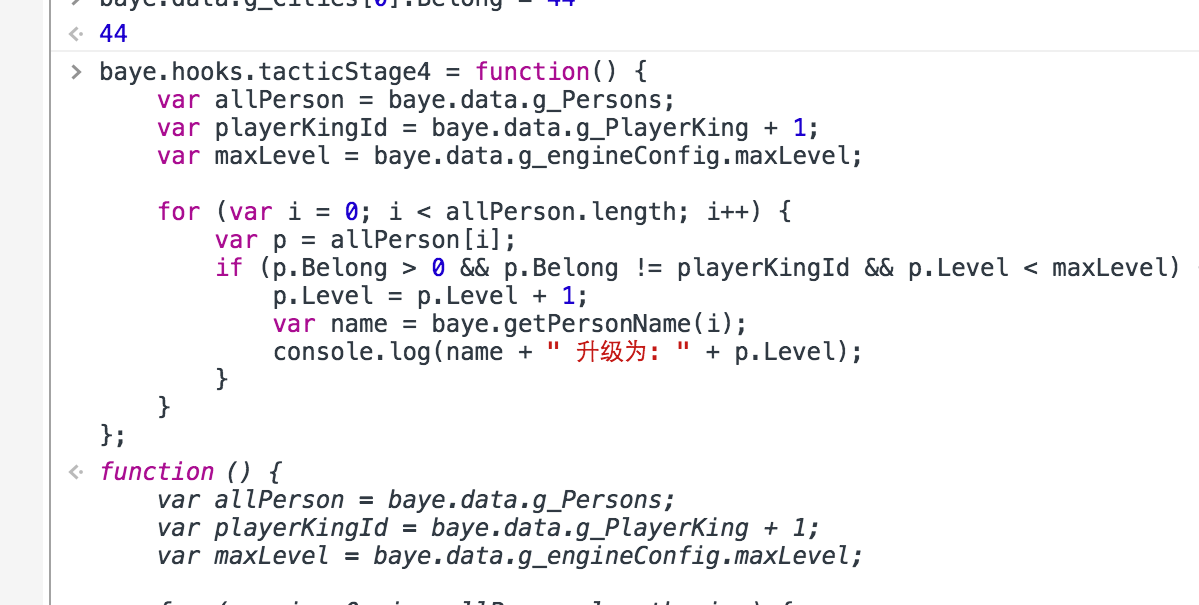 baye.data.g_Cities[0].Belong = 44
44
baye.hooks.tacticStage4 = function() {
    var allPerson = baye.data.g_Persons;
    var playerKingId = baye.data.g_PlayerKing + 1;
    var maxLevel = baye.data.g_engineConfig.maxLevel;
    for (var i = 0; i < allPerson.length; i++) {
        var p = allPerson[i];
        if (p.Belong > 0 && p.Belong != playerKingId && p.Level < maxLevel)
            p.Level = p.Level + 1;
            var name = baye.getPersonName(i);
            console.log(name + " 升级为: " + p.Level);
        }
    }
};
function () {
    var allPerson = baye.data.g_Persons;
    var playerKingId = baye.data.g_PlayerKing + 1;
    var maxLevel = baye.data.g_engineConfig.maxLevel;